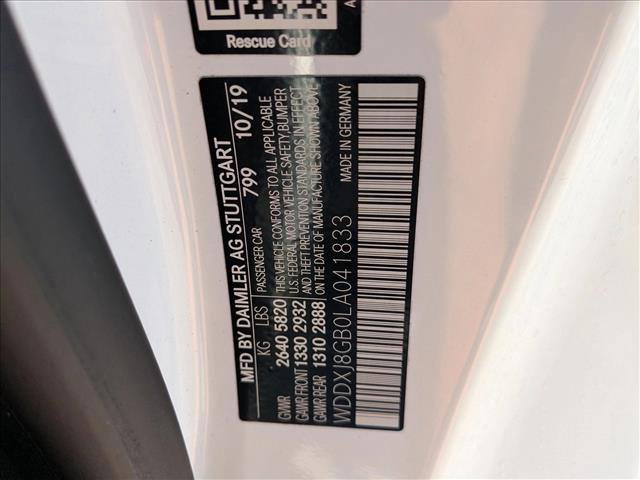 Rescue Card
MFD BY DAIMLER AG STUTTGART
799 10/19
KG LBS PASSENGER CAR
GVWR 2640 5820 THIS VEHICLE CONFORMS TO ALL APPLICABLE
GAWR FRONT 1330 2932 U.S. FEDERAL MOTOR VEHICLE SAFETY,BUMPER
GAWR REAR 1310 2888 AND THEFT PREVENTION STANDARDS IN EFFECT
ON THE DATE OF MANUFACTURE SHOWN ABOVE
WDDXJ8GB0LA041833
MADE IN GERMANY